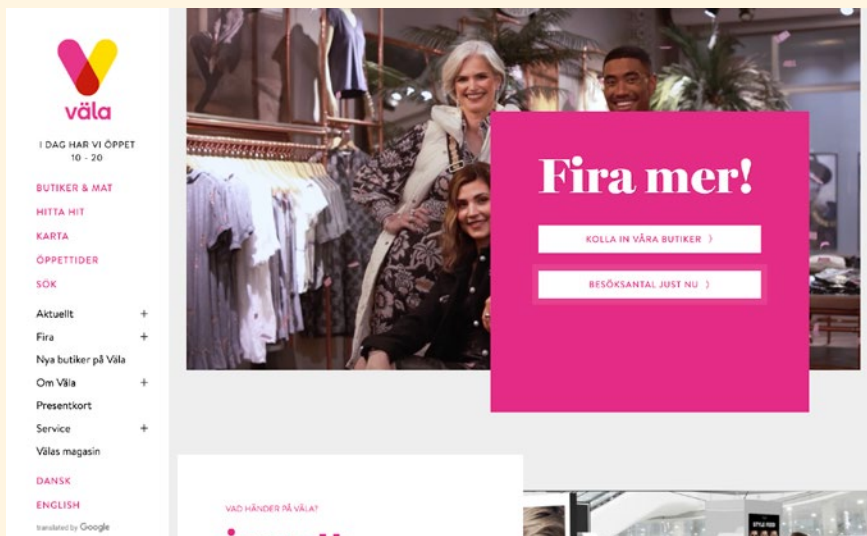 väla
I DAG HAR VI ÖPPET
10 - 20
BUTIKER & MAT
HITTA HIT
KARTA
ÖPPETTIDER
SÖK
Aktuellt +
Fira +
Nya butiker på Väla
Om Väla +
Presentkort
Service +
Välas magasin
DANSK
ENGLISH
translated by Google
Fira mer!
KOLLA IN VÅRA BUTIKER 〉
BESÖKSANTAL JUST NU 〉
VAD HÄNDER PÅ VÄLA?
STYLE FEED